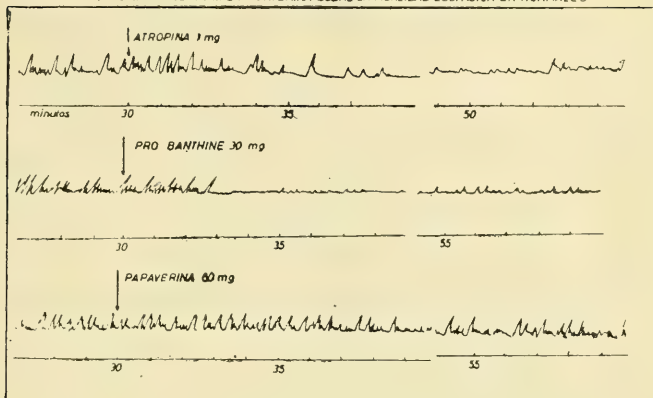 ATROPINA 1 mg
minutos 30 35 50
PRO BANTHINE 30 mg
30 35 55
PAPAVERINA 60 mg
30 35 55